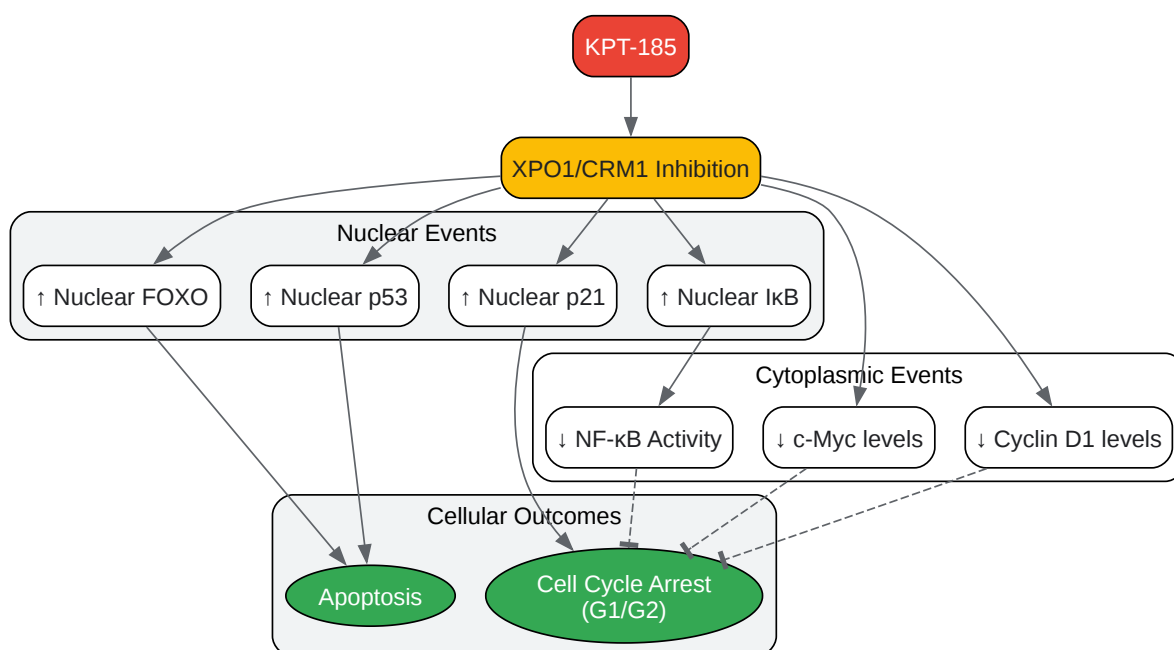 KPT-185
XPO1/CRM1 Inhibition
Nuclear Events
↑ Nuclear FOXO
↑ Nuclear p53
↑ Nuclear p21
↑ Nuclear IκB
Cytoplasmic Events
↓ NF-κB Activity
↓ c-Myc levels
↓ Cyclin D1 levels
Cellular Outcomes
Apoptosis
Cell Cycle Arrest
(G1/G2)